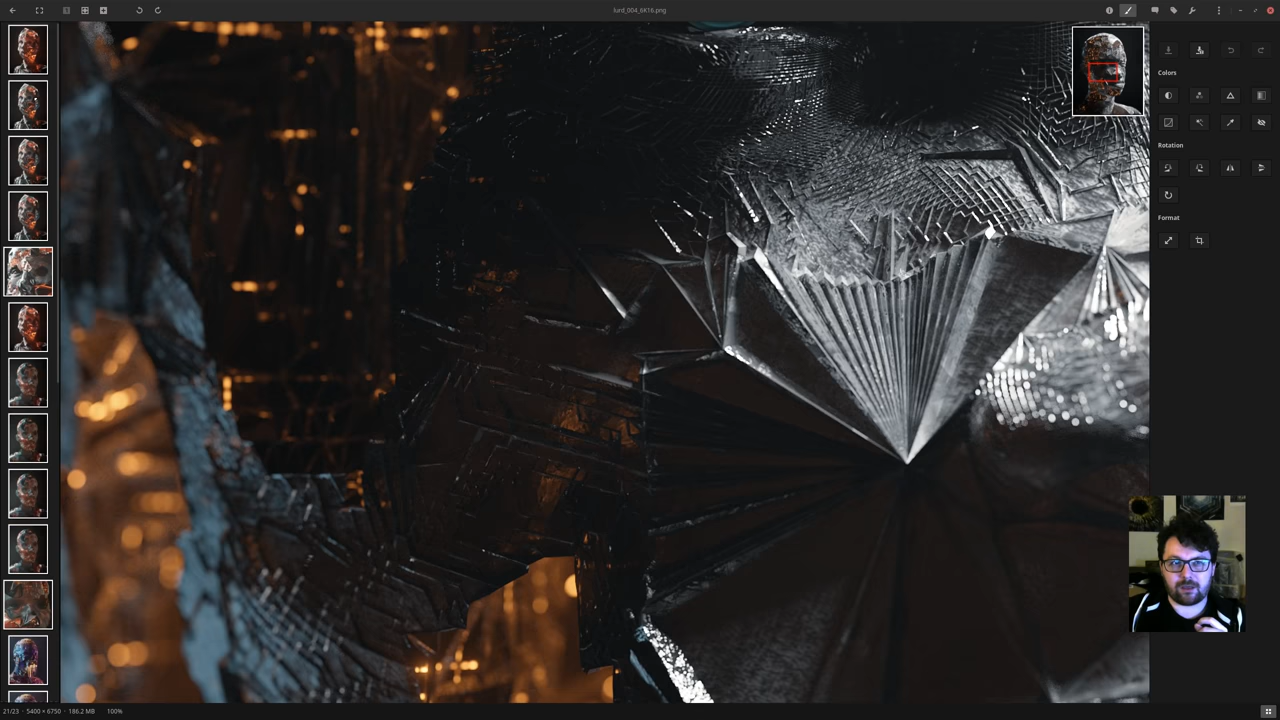 lurd_004_6K16.png
Colors
Rotation
Format
21/23 · 5400 × 6750 · 186.2 MB 100%